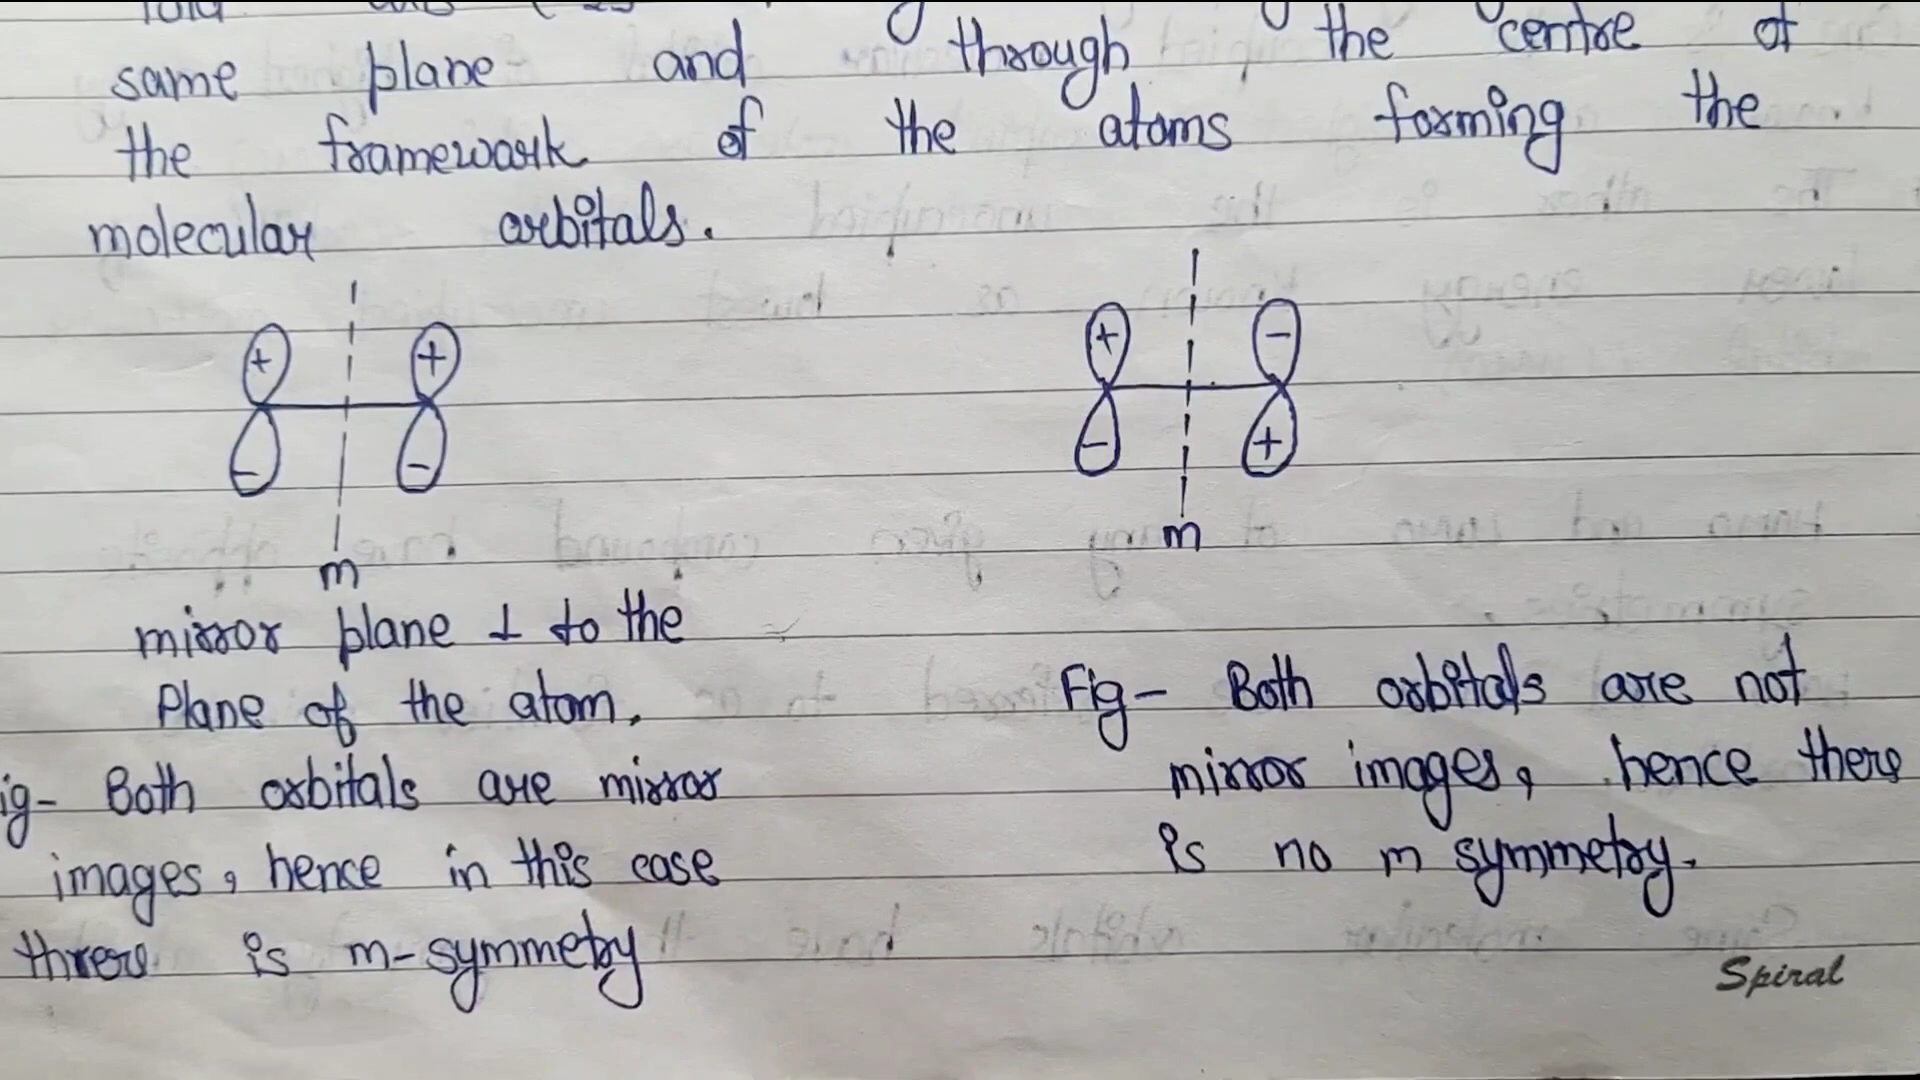 same plane and through the centre of
the framework of the atoms forming the
molecular orbitals.
+ +
- -
m
mirror plane ⊥ to the
Plane of the atom.
ig- Both orbitals are mirror
images, hence in this case
threre is m-symmetry
+ -
- +
m
Fig- Both orbitals are not
mirror images, hence there
is no m symmetry.
Spiral